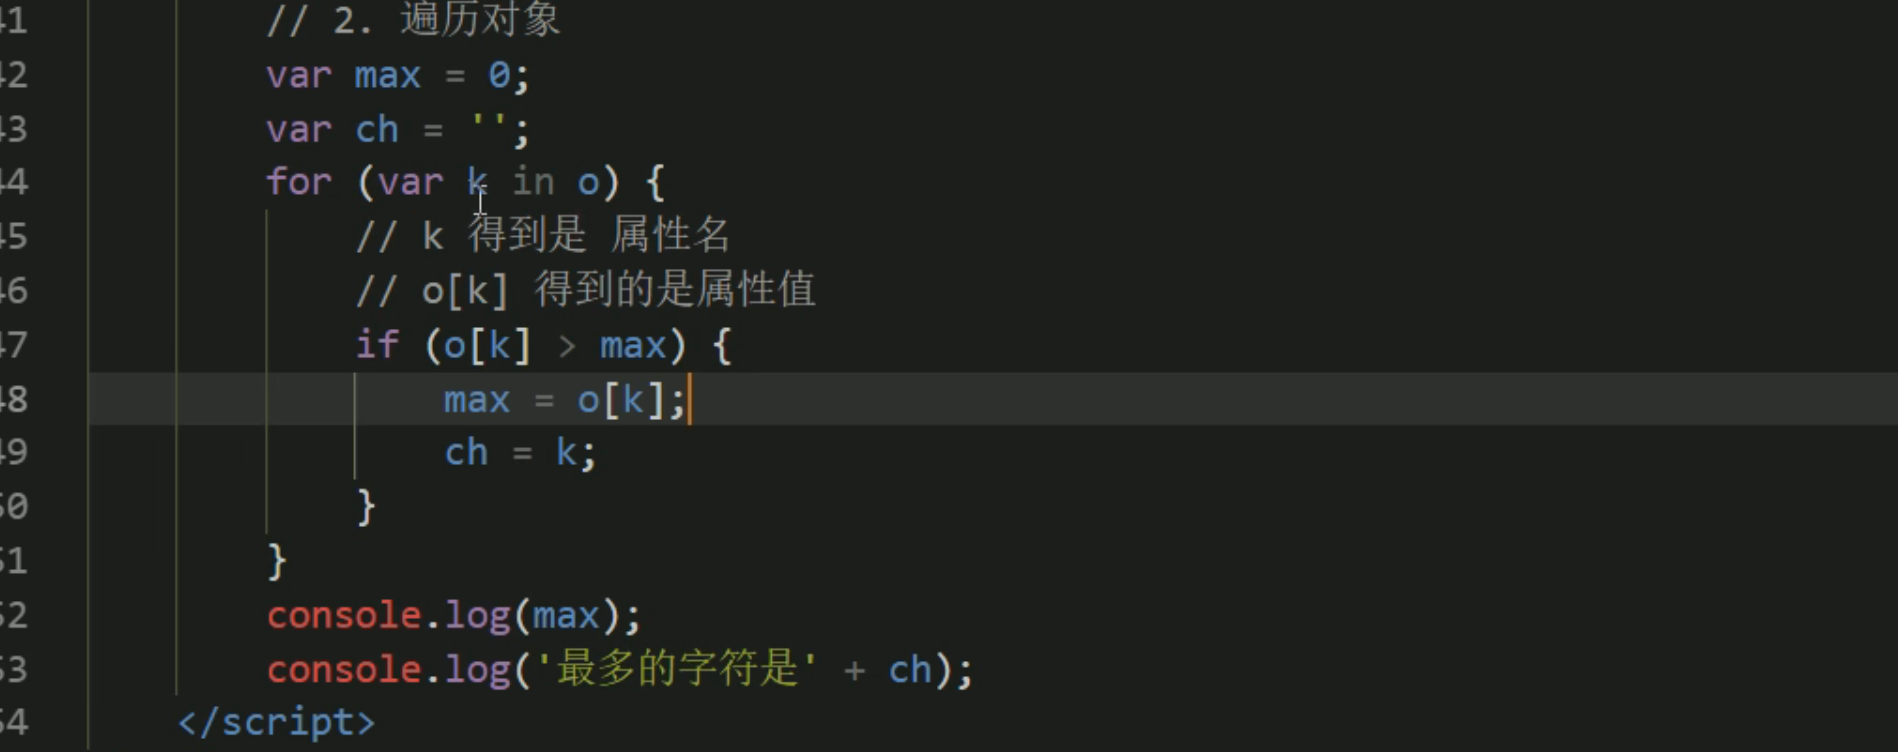 41 // 2. 遍历对象
42 var max = 0;
43 var ch = '';
44 for (var k in o) {
45 // k 得到是 属性名
46 // o[k] 得到的是属性值
47 if (o[k] > max) {
48 max = o[k];
49 ch = k;
50 }
51 }
52 console.log(max);
53 console.log('最多的字符是' + ch);
54 </script>